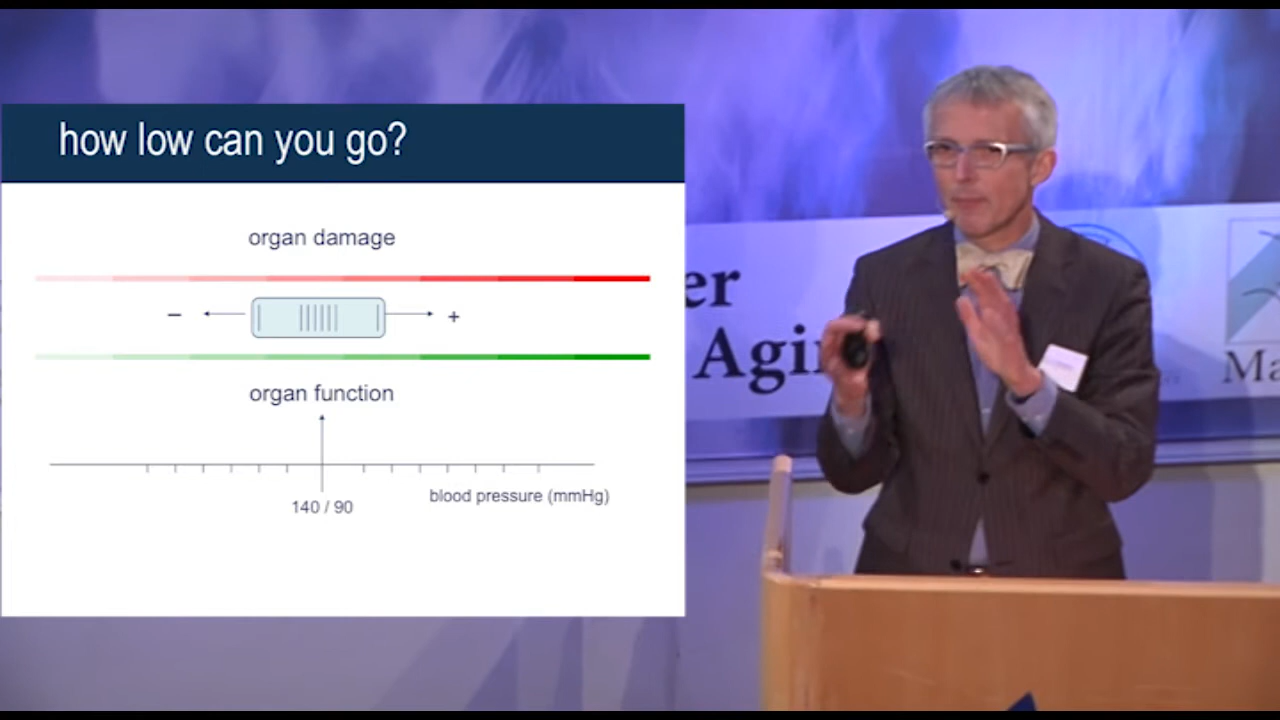 how low can you go?
organ damage
− +
organ function
140 / 90
blood pressure (mmHg)
er
Agi
Ma